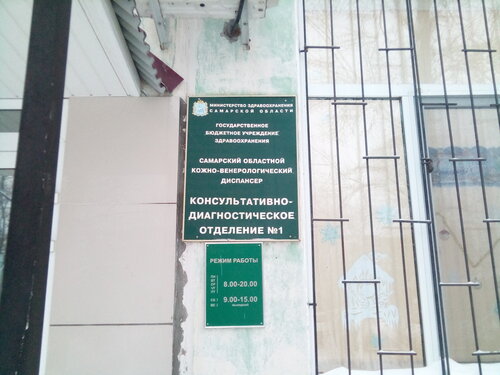 МИНИСТЕРСТВО ЗДРАВООХРАНЕНИЯ
САМАРСКОЙ ОБЛАСТИ
ГОСУДАРСТВЕННОЕ
БЮДЖЕТНОЕ УЧРЕЖДЕНИЕ
ЗДРАВООХРАНЕНИЯ
САМАРСКИЙ ОБЛАСТНОЙ
КОЖНО-ВЕНЕРОЛОГИЧЕСКИЙ
ДИСПАНСЕР
КОНСУЛЬТАТИВНО-
ДИАГНОСТИЧЕСКОЕ
ОТДЕЛЕНИЕ №1
РЕЖИМ РАБОТЫ
8.00-20.00
9.00-15.00